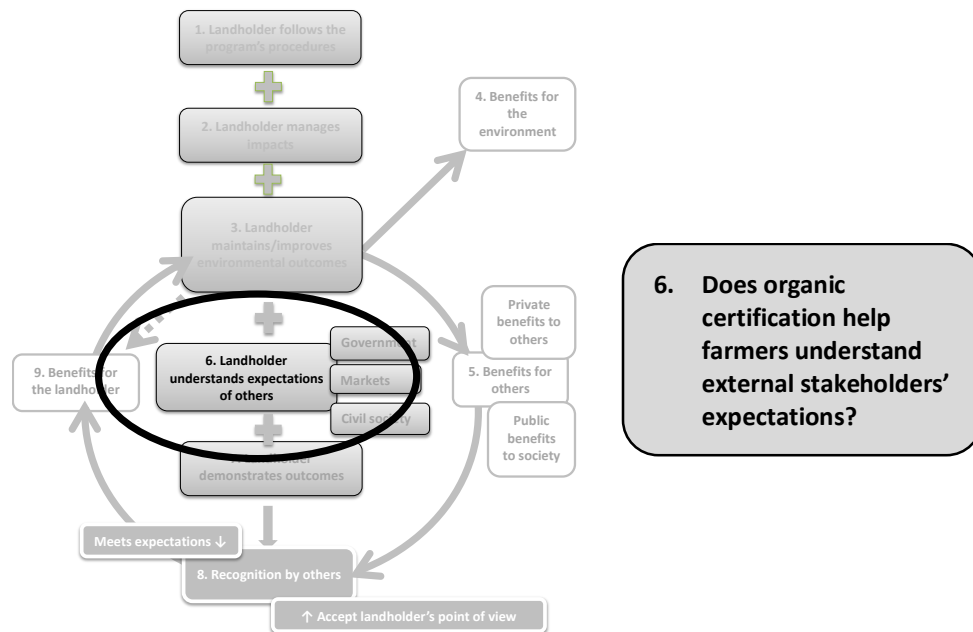 1. Landholder follows the
program's procedures
2. Landholder manages
impacts
4. Benefits for
the
environment
3. Landholder
maintains/improves
environmental outcomes
6. Landholder
understands expectations
of others
Government
Markets
Civil society
Private
benefits to
others
5. Benefits for
others
Public
benefits
to society
9. Benefits for
the landholder
Landholder
demonstrates outcomes
Meets expectations ↓
8. Recognition by others
↑ Accept landholder's point of view
6. Does organic
certification help
farmers understand
external stakeholders'
expectations?